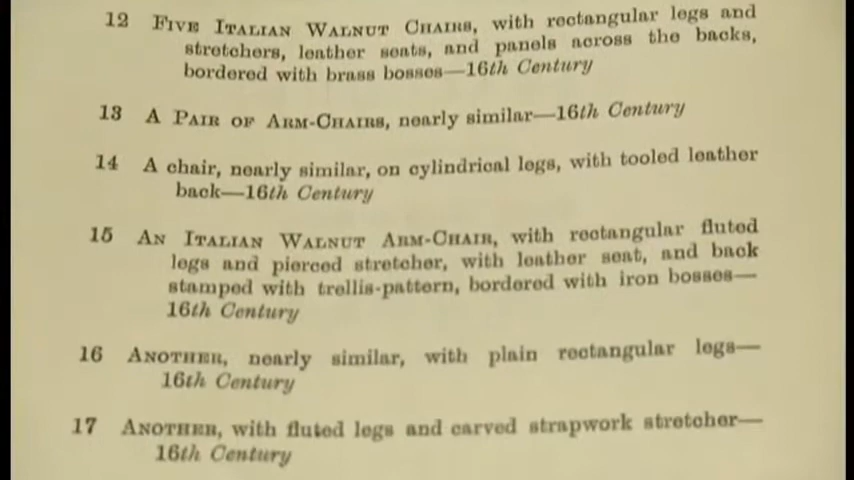 12 FIVE ITALIAN WALNUT CHAIRS, with rectangular legs and
stretchers, leather seats, and panels across the backs,
bordered with brass bosses—16th Century
13 A PAIR OF ARM-CHAIRS, nearly similar—16th Century
14 A chair, nearly similar, on cylindrical legs, with tooled leather
back—16th Century
15 AN ITALIAN WALNUT ARM-CHAIR, with rectangular fluted
legs and pierced stretcher, with leather seat, and back
stamped with trellis-pattern, bordered with iron bosses—
16th Century
16 ANOTHER, nearly similar, with plain rectangular legs—
16th Century
17 ANOTHER, with fluted legs and carved strapwork stretcher—
16th Century